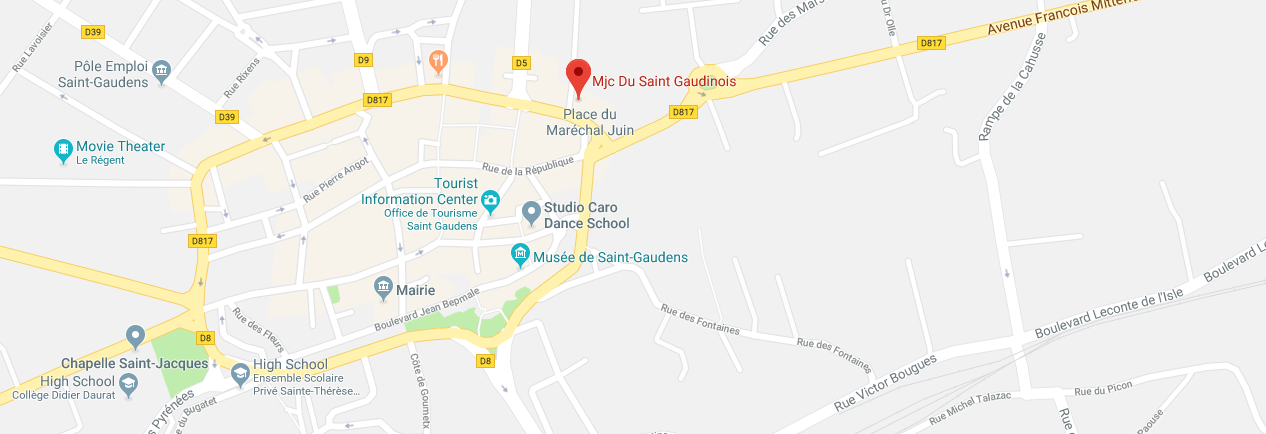 Rue Lavoisier
D39
Pôle Emploi
Saint-Gaudens
Rue Rixens
D9
D5
D817
D39
Mjc Du Saint Gaudinois
Place du
Maréchal Juin
Rue des Mars
D817
D817
Avenue François Mitterr
Rampe de la Cahusse
Movie Theater
Le Régent
Rue Pierre Angot
Rue de la République
Tourist
Information Center
Office de Tourisme
Saint Gaudens
Studio Caro
Dance School
D817
Musée de Saint-Gaudens
Mairie
Boulevard Jean Bepmale
Rue des Fontaines
Rue des Fontaines
Boulevard Leconte de l'Isle
Boulevard Le
Rue des Fleurs
D8
D8
Chapelle Saint-Jacques
High School
Collège Didier Daurat
High School
Ensemble Scolaire
Privé Sainte-Thérèse...
Côte de Goumetx
Pyrénées
du Bugatet
Rue Victor Bougues
Rue Michel Talazac
Rue du Picon
Rue